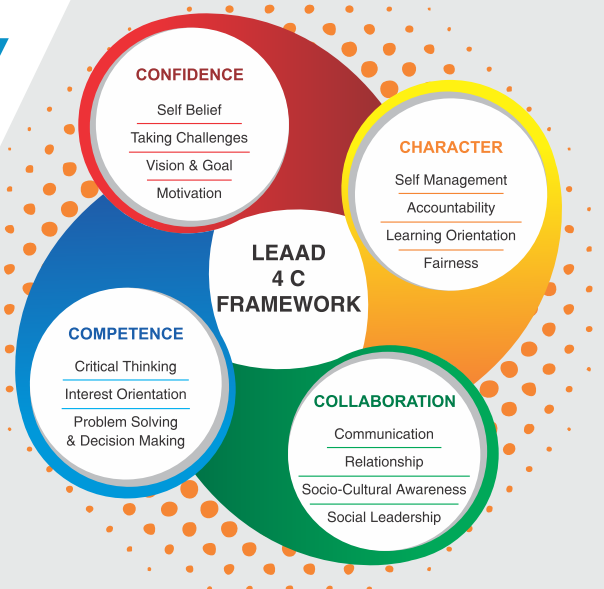 CONFIDENCE
Self Belief
Taking Challenges
Vision & Goal
Motivation
CHARACTER
Self Management
Accountability
Learning Orientation
Fairness
LEAAD
4 C
FRAMEWORK
COMPETENCE
Critical Thinking
Interest Orientation
Problem Solving
& Decision Making
COLLABORATION
Communication
Relationship
Socio-Cultural Awareness
Social Leadership